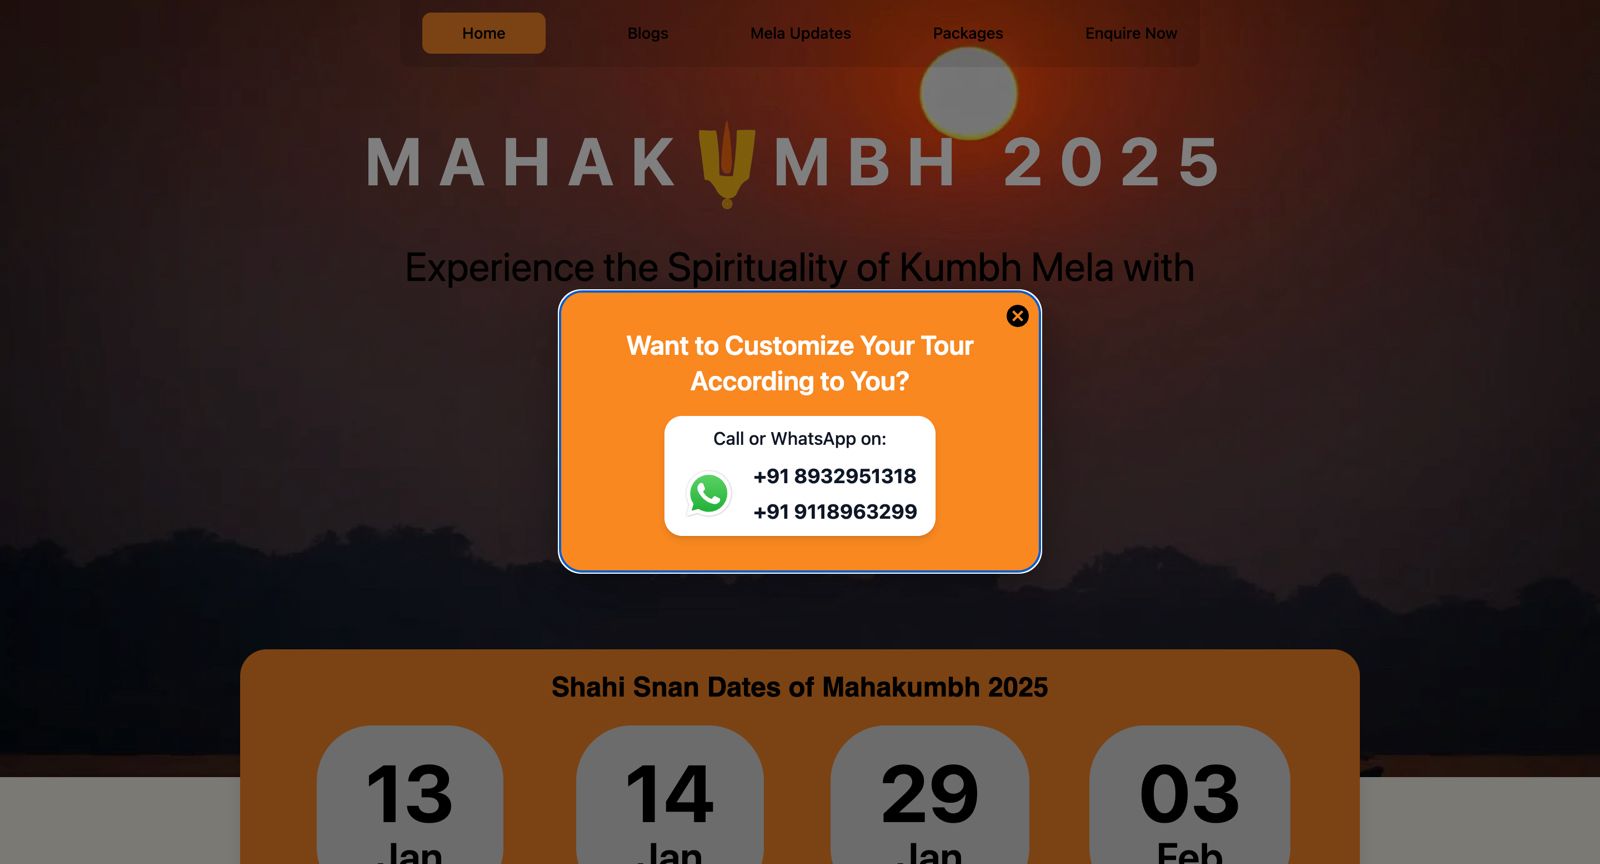 Home Blogs Mela Updates Packages Enquire Now
MAHAKUMBH 2025
Experience the Spirituality of Kumbh Mela with
Want to Customize Your Tour
According to You?
Call or WhatsApp on:
+91 8932951318
+91 9118963299
Shahi Snan Dates of Mahakumbh 2025
13 14 29 03
Jan Jan Jan Feb